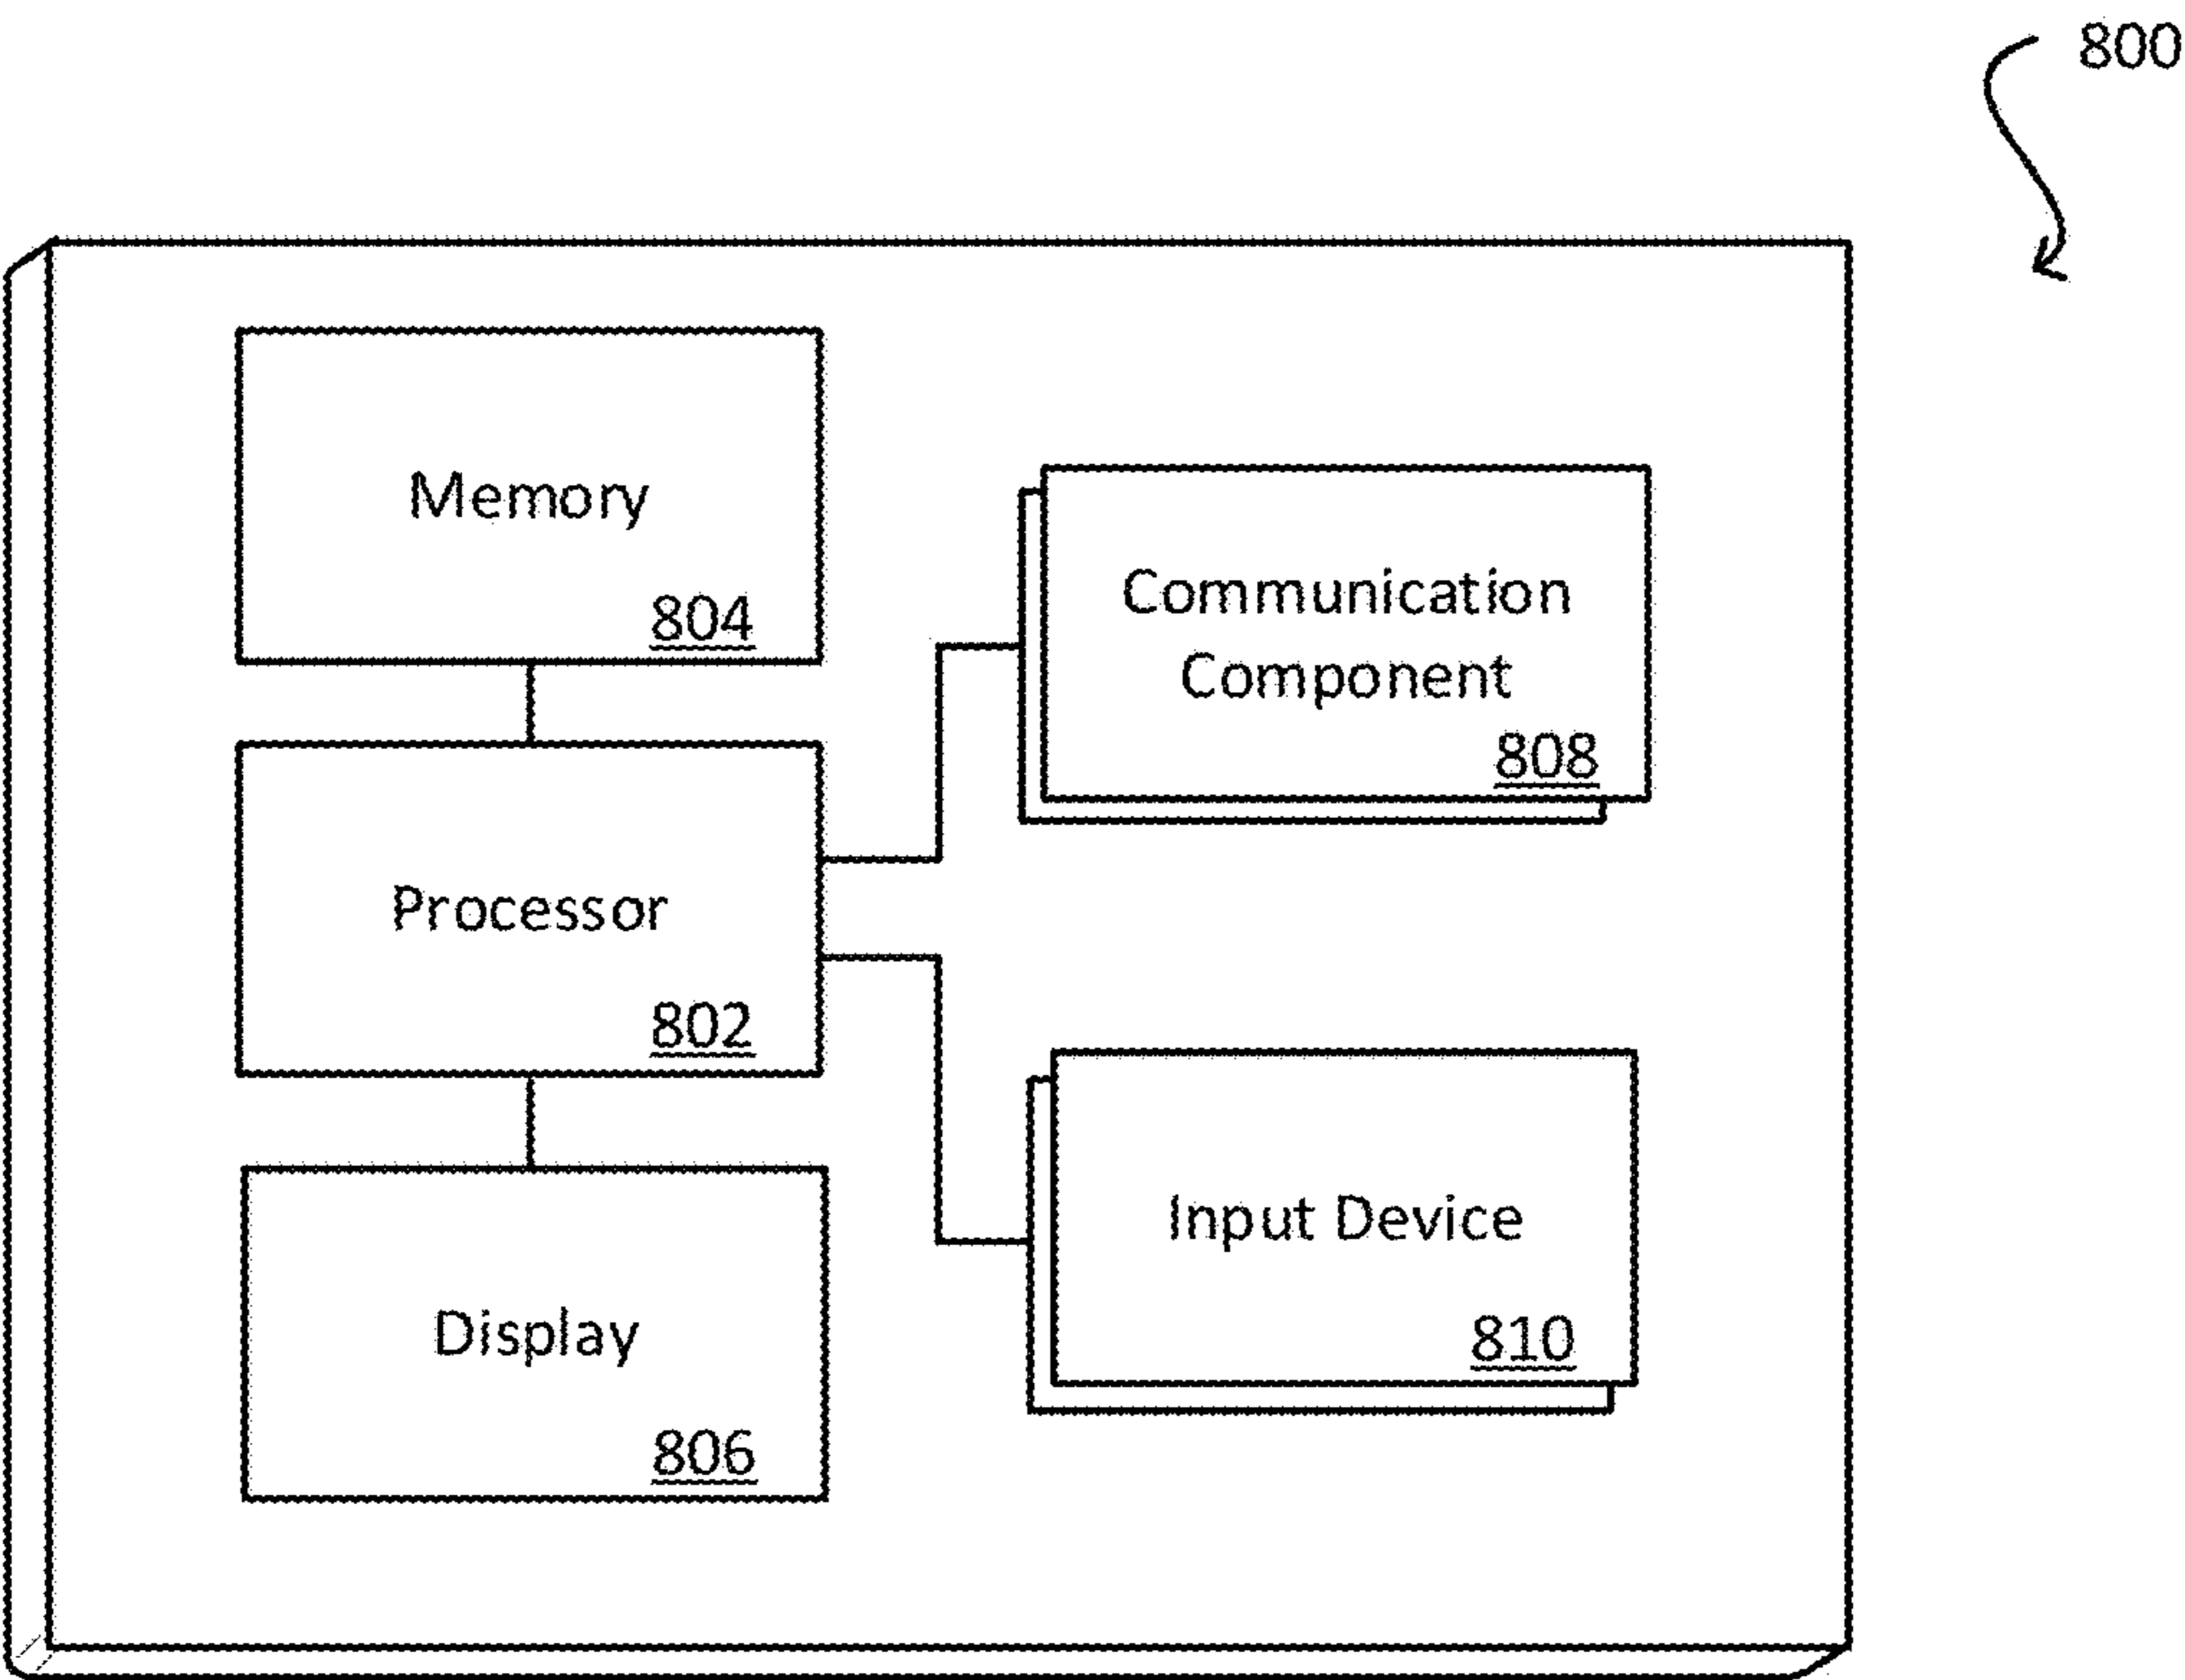 800
Memory
804
Communication
Component
808
Processor
802
Input Device
810
Display
806